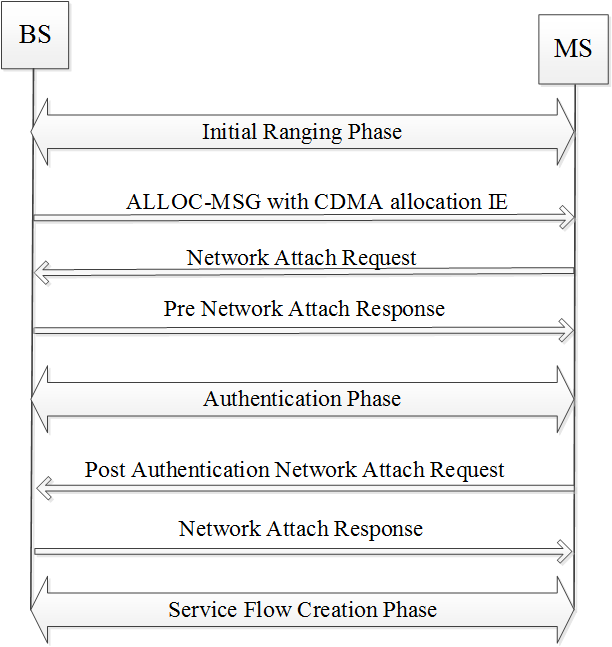 BS
MS
Initial Ranging Phase
ALLOC-MSG with CDMA allocation IE
Network Attach Request
Pre Network Attach Response
Authentication Phase
Post Authentication Network Attach Request
Network Attach Response
Service Flow Creation Phase